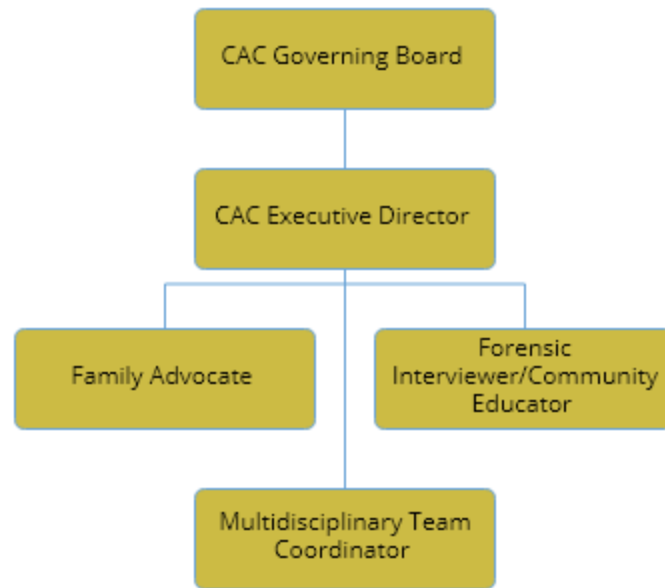 CAC Governing Board
CAC Executive Director
Family Advocate
Forensic
Interviewer/Community
Educator
Multidisciplinary Team
Coordinator